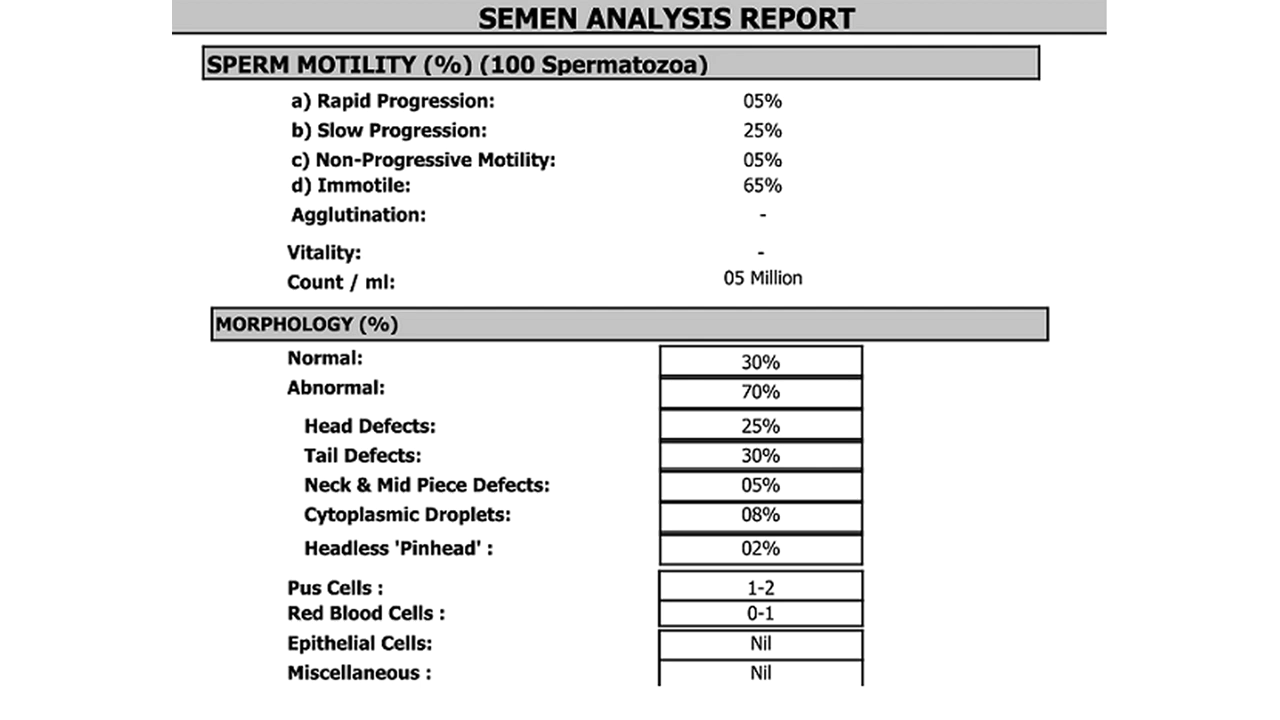 SEMEN ANALYSIS REPORT
SPERM MOTILITY (%) (100 Spermatozoa)
a) Rapid Progression: 05%
b) Slow Progression: 25%
c) Non-Progressive Motility: 05%
d) Immotile: 65%
Agglutination: -
Vitality: -
Count / ml: 05 Million
MORPHOLOGY (%)
Normal: 30%
Abnormal: 70%
Head Defects: 25%
Tail Defects: 30%
Neck & Mid Piece Defects: 05%
Cytoplasmic Droplets: 08%
Headless 'Pinhead' : 02%
Pus Cells : 1-2
Red Blood Cells : 0-1
Epithelial Cells: Nil
Miscellaneous : Nil